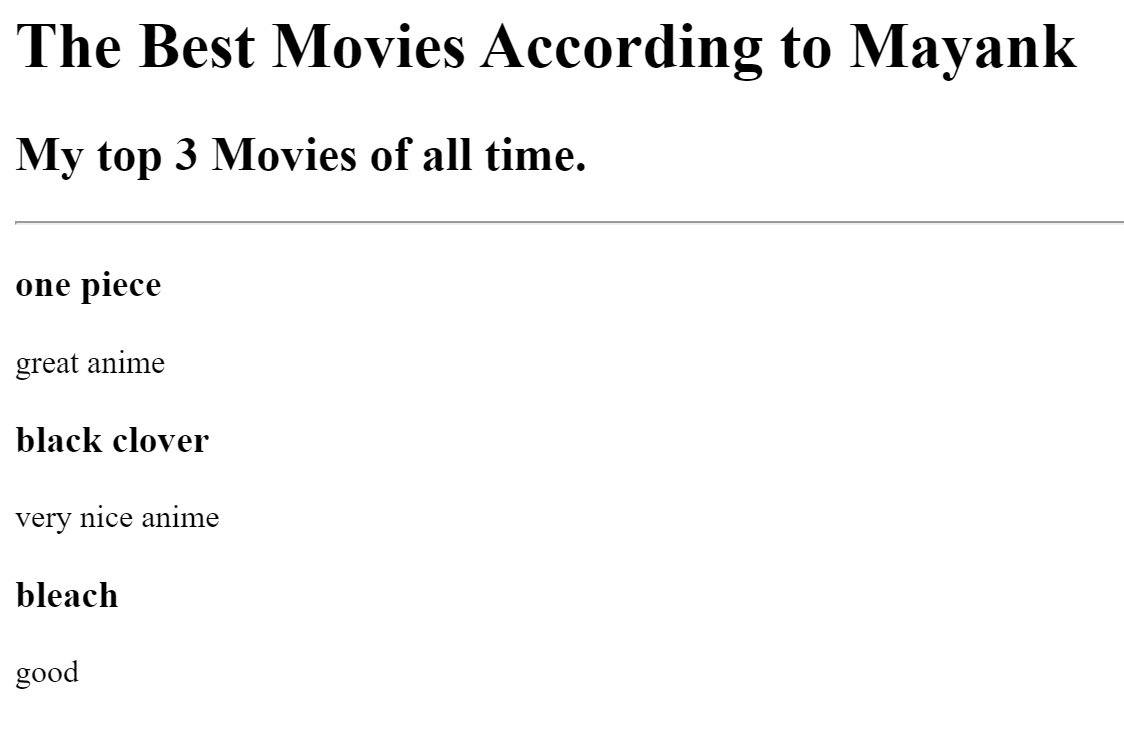 The Best Movies According to Mayank
My top 3 Movies of all time.
one piece
great anime
black clover
very nice anime
bleach
good